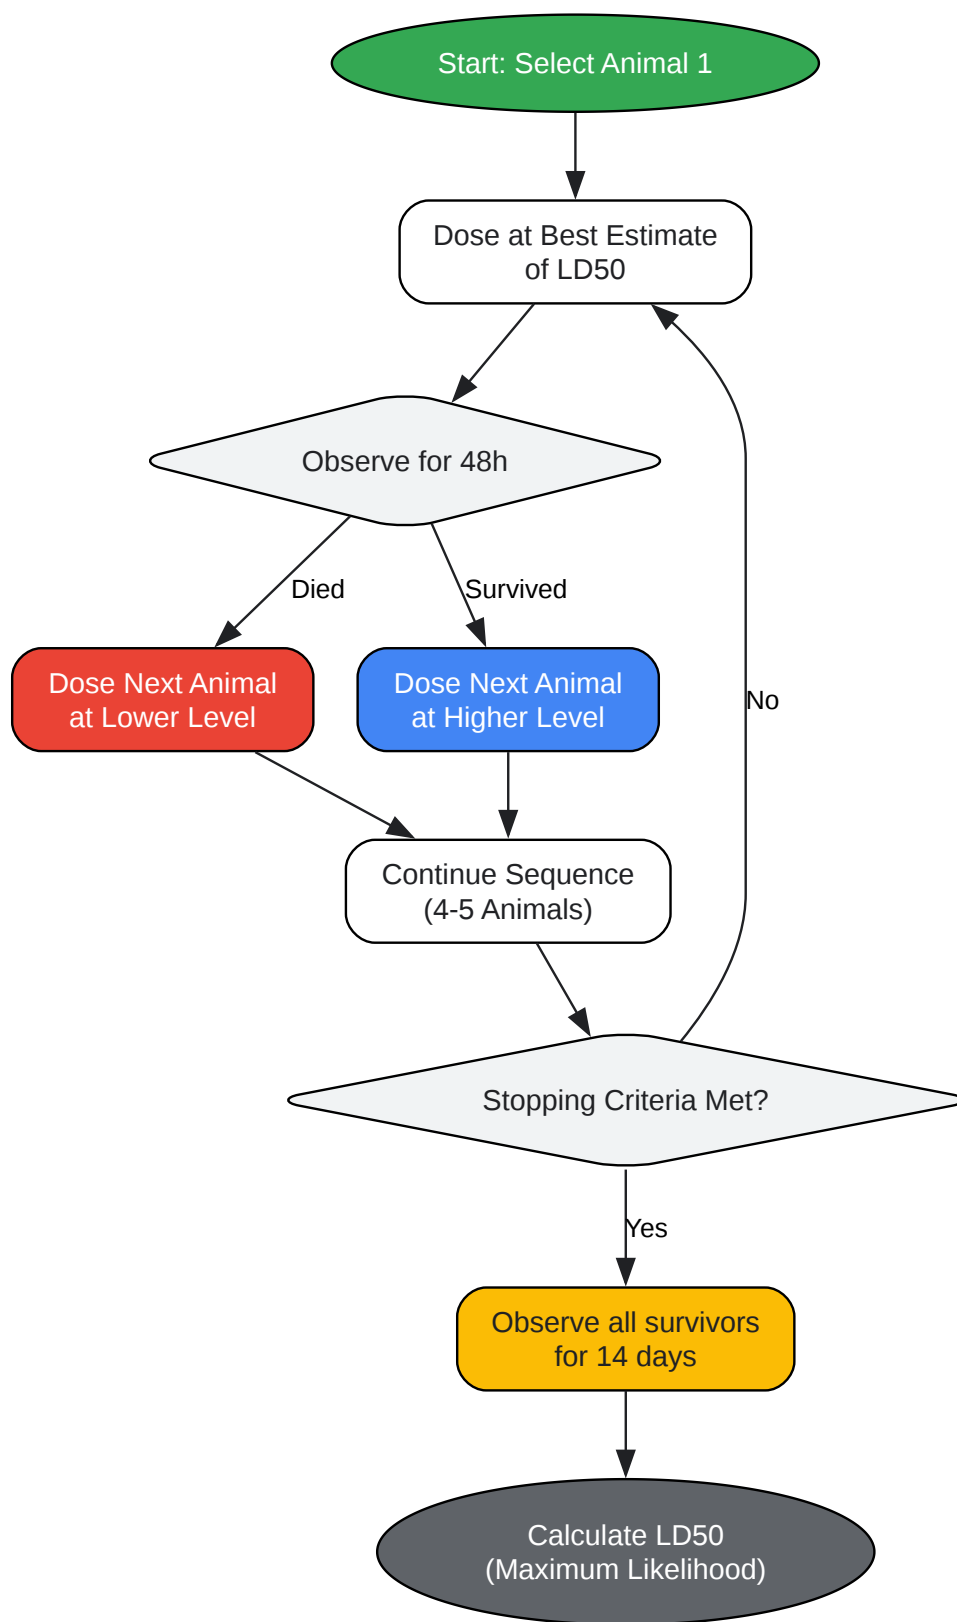 Start: Select Animal 1
Dose at Best Estimate
of LD50
Observe for 48h
Died
Survived
Dose Next Animal
at Lower Level
Dose Next Animal
at Higher Level
No
Continue Sequence
(4-5 Animals)
Stopping Criteria Met?
Yes
Observe all survivors
for 14 days
Calculate LD50
(Maximum Likelihood)